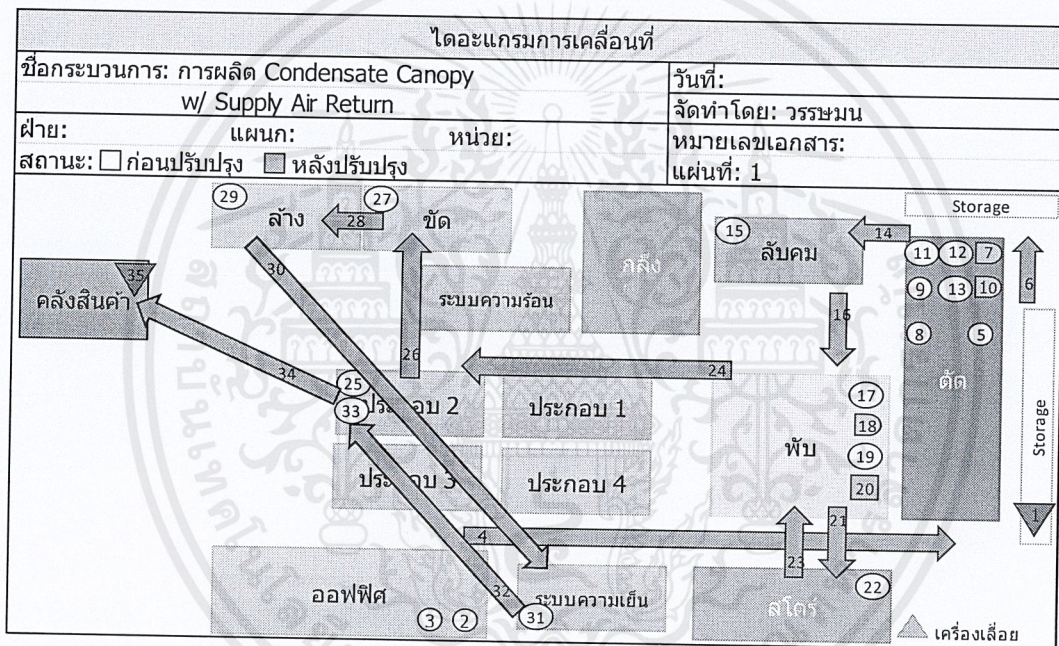 ไดอะแกรมการเคลื่อนที่
ชื่อกระบวนการ: การผลิต Condensate Canopy
w/ Supply Air Return
วันที่:
จัดทำโดย: วรรษมน
ฝ่าย: แผนก: หน่วย:
หมายเลขเอกสาร:
สถานะ: ก่อนปรับปรุง หลังปรับปรุง
แผ่นที่: 1
29
ล้าง
28
27
ขัด
กลึง
15
ลับคม
14
Storage
11
12
7
6
35
คลังสินค้า
30
ระบบความร้อน
16
9
13
10
8
5
26
24
34
25
33
ประกอบ 2
ประกอบ 1
17
18
พับ
19
20
ตัด
Storage
1
ประกอบ 3
ประกอบ 4
4
21
23
ออฟฟิศ
3
2
32
31
ระบบความเย็น
สโตร์
22
เครื่องเลื่อย